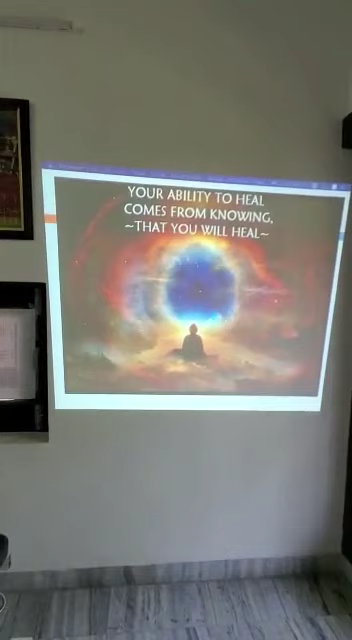 YOUR ABILITY TO HEAL
COMES FROM KNOWING,
~THAT YOU WILL HEAL~